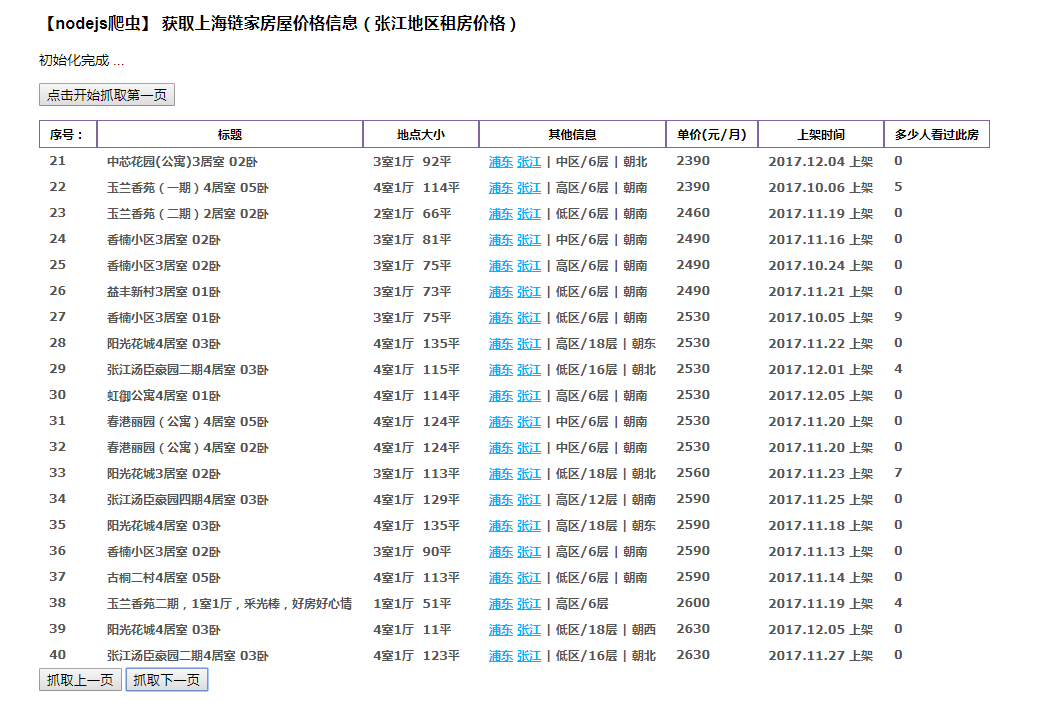 【nodejs爬虫】 获取上海链家房屋价格信息（张江地区租房价格）
初始化完成 ...
点击开始抓取第一页
序号： 标题 地点大小 其他信息 单价(元/月) 上架时间 多少人看过此房
21 中芯花园(公寓)3居室 02卧 3室1厅 92平 浦东 张江 | 中区/6层 | 朝北 2390 2017.12.04 上架 0
22 玉兰香苑（一期）4居室 05卧 4室1厅 114平 浦东 张江 | 高区/6层 | 朝南 2390 2017.10.06 上架 5
23 玉兰香苑（二期）2居室 02卧 2室1厅 66平 浦东 张江 | 低区/6层 | 朝南 2460 2017.11.19 上架 0
24 香楠小区3居室 02卧 3室1厅 81平 浦东 张江 | 中区/6层 | 朝南 2490 2017.11.16 上架 0
25 香楠小区3居室 02卧 3室1厅 75平 浦东 张江 | 高区/6层 | 朝南 2490 2017.10.24 上架 0
26 益丰新村3居室 01卧 3室1厅 73平 浦东 张江 | 低区/6层 | 朝南 2490 2017.11.21 上架 0
27 香楠小区3居室 01卧 3室1厅 75平 浦东 张江 | 低区/6层 | 朝南 2530 2017.10.05 上架 9
28 阳光花城4居室 03卧 4室1厅 135平 浦东 张江 | 高区/18层 | 朝东 2530 2017.11.22 上架 0
29 张江汤臣豪园二期4居室 03卧 4室1厅 115平 浦东 张江 | 低区/16层 | 朝北 2530 2017.12.01 上架 4
30 虹御公寓4居室 01卧 4室1厅 114平 浦东 张江 | 高区/6层 | 朝南 2530 2017.12.05 上架 0
31 春港丽园（公寓）4居室 05卧 4室1厅 124平 浦东 张江 | 中区/6层 | 朝南 2530 2017.11.20 上架 0
32 春港丽园（公寓）4居室 02卧 4室1厅 124平 浦东 张江 | 中区/6层 | 朝南 2530 2017.11.20 上架 0
33 阳光花城3居室 02卧 3室1厅 113平 浦东 张江 | 低区/18层 | 朝北 2560 2017.11.23 上架 7
34 张江汤臣豪园四期4居室 03卧 4室1厅 129平 浦东 张江 | 高区/12层 | 朝南 2590 2017.11.25 上架 0
35 阳光花城4居室 03卧 4室1厅 135平 浦东 张江 | 高区/18层 | 朝东 2590 2017.11.18 上架 0
36 香楠小区3居室 02卧 3室1厅 90平 浦东 张江 | 高区/6层 | 朝南 2590 2017.11.13 上架 0
37 古桐二村4居室 05卧 4室1厅 113平 浦东 张江 | 低区/6层 | 朝南 2590 2017.11.14 上架 0
38 玉兰香苑二期，1室1厅，采光棒，好房好心情 1室1厅 51平 浦东 张江 | 高区/6层 2600 2017.11.19 上架 4
39 阳光花城4居室 03卧 4室1厅 11平 浦东 张江 | 低区/18层 | 朝西 2630 2017.12.05 上架 0
40 张江汤臣豪园二期4居室 03卧 4室1厅 123平 浦东 张江 | 低区/16层 | 朝北 2630 2017.11.27 上架 0
抓取上一页 抓取下一页